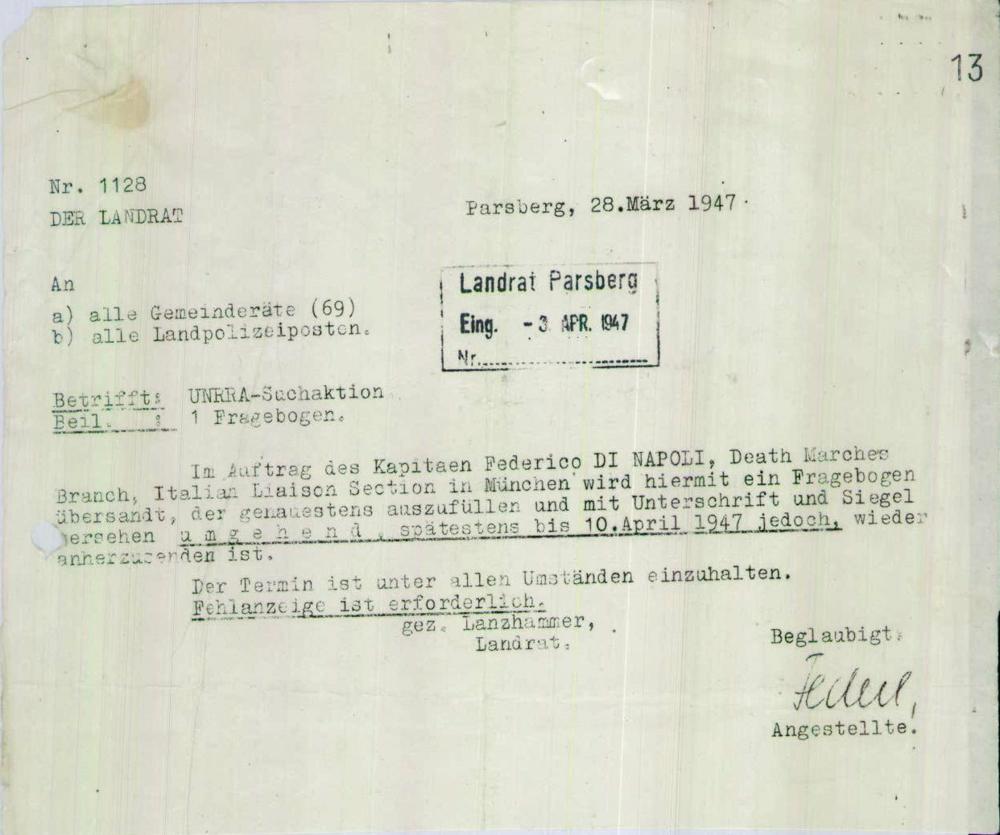 13
Nr. 1128
DER LANDRAT
Parsberg, 28.März 1947.
An
a) alle Gemeinderäte (69)
b) alle Landpolizeiposten.
Landrat Parsberg
Eing. - 3. APR. 1947
Nr.
Betrifft: UNRRA-Suchaktion
Beil. : 1 Fragebogen.
Im Auftrag des Kapitaen Federico DI NAPOLI, Death Marches
Branch, Italian Liaison Section in München wird hiermit ein Fragebogen
übersandt, der genauestens auszufüllen und mit Unterschrift und Siegel
versehen u m g e h e n d , spätestens bis 10.April 1947 jedoch, wieder
anherzusenden ist.
Der Termin ist unter allen Umständen einzuhalten.
Fehlanzeige ist erforderlich.
gez. Lanzhammer,
Landrat.
Beglaubigt:
Angestellte.